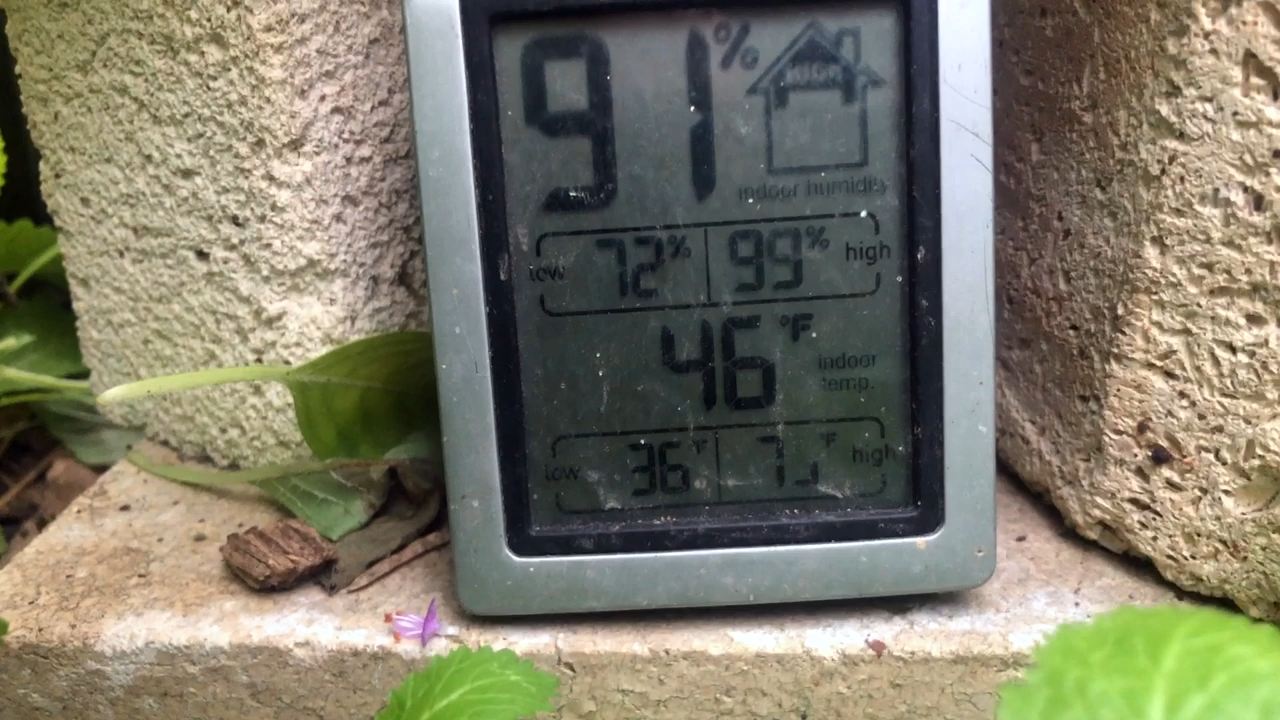 91%
HIGH
indoor humidity
low 72% 99% high
46 °F
indoor
temp.
low 36 °F °F high